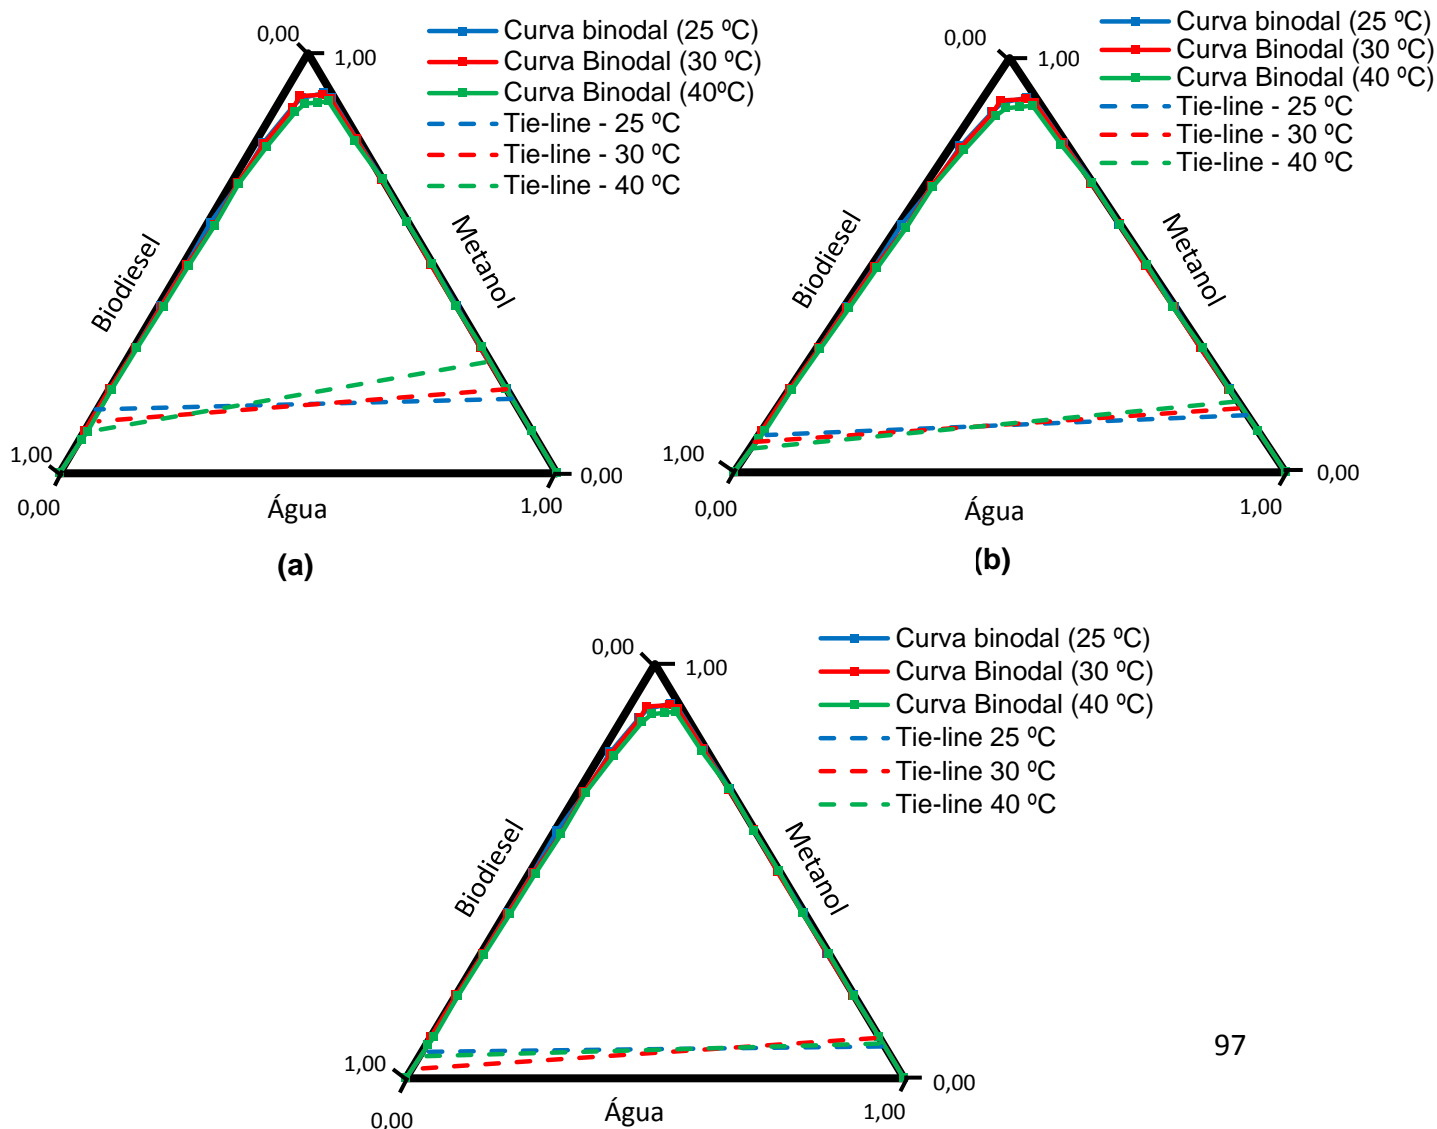 0,00
1,00
Curva binodal (25 ºC)
Curva Binodal (30 ºC)
Curva Binodal (40ºC)
Tie-line - 25 ºC
Tie-line - 30 ºC
Tie-line - 40 ºC
Biodiesel
Metanol
1,00
0,00
0,00
Água
1,00
(a)
0,00
1,00
Curva binodal (25 ºC)
Curva Binodal (30 ºC)
Curva Binodal (40 ºC)
Tie-line - 25 ºC
Tie-line - 30 ºC
Tie-line - 40 ºC
Biodiesel
Metanol
1,00
0,00
0,00
Água
1,00
(b)
0,00
1,00
Curva binodal (25 ºC)
Curva Binodal (30 ºC)
Curva Binodal (40 ºC)
Tie-line 25 ºC
Tie-line 30 ºC
Tie-line 40 ºC
Biodiesel
Metanol
97
1,00
0,00
0,00
Água
1,00